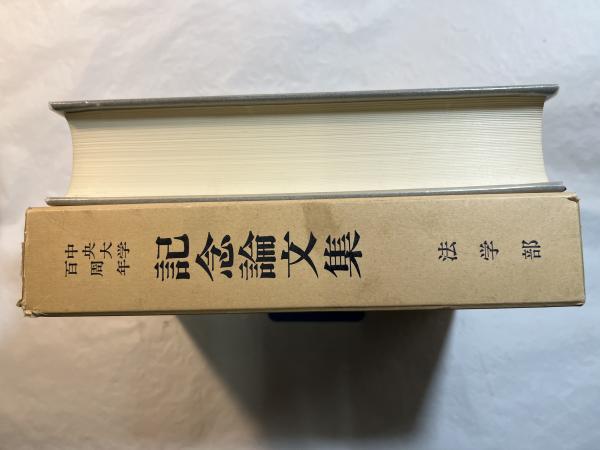 中央大学
百周年
記念論文集
法学部